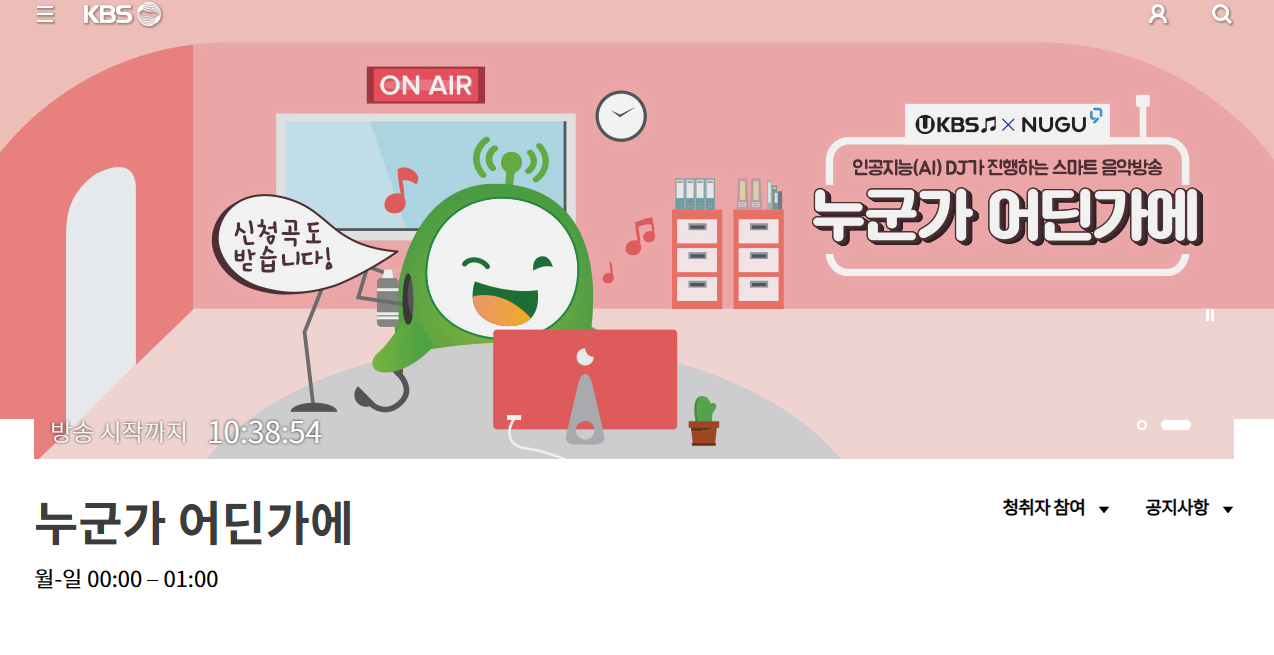 KBS
ON AIR
KBS × NUGU
인공지능(AI) DJ가 진행하는 스마트 음악방송
누군가 어딘가에
신청곡도
받습니다!
방송 시작까지 10:38:54
누군가 어딘가에
청취자 참여
공지사항
월-일 00:00 – 01:00